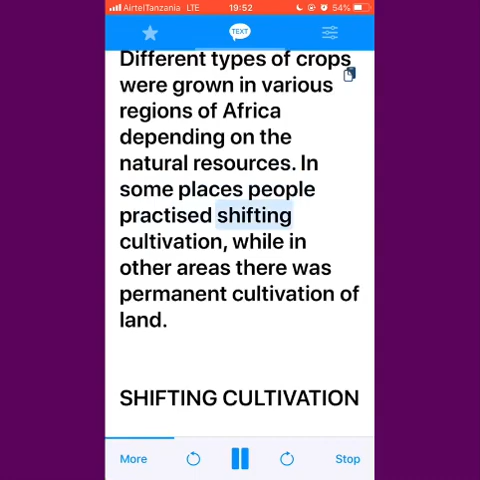 AirtelTanzania LTE 19:52 54%
TEXT
Different types of crops
were grown in various
regions of Africa
depending on the
natural resources. In
some places people
practised shifting
cultivation, while in
other areas there was
permanent cultivation of
land.
SHIFTING CULTIVATION
More Stop